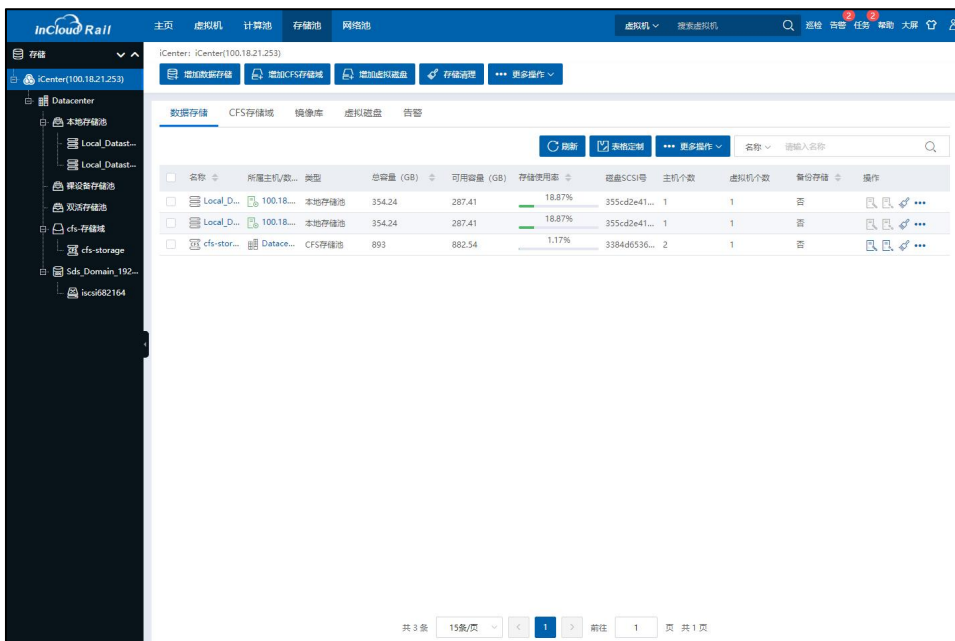 InCloud Rail 主页 虚拟机 计算池 存储池 网络池 虚拟机 搜索虚拟机 巡检 告警 2 任务 2 帮助 大屏
存储
iCenter(100.18.21.253)
Datacenter
本地存储池
Local_Datast...
Local_Datast...
裸设备存储池
双活存储池
cfs-存储域
cfs-storage
Sds_Domain_192...
iscsi682164
iCenter: iCenter(100.18.21.253)
增加数据存储 增加CFS存储域 增加虚拟磁盘 存储清理 ••• 更多操作
数据存储 CFS存储域 镜像库 虚拟磁盘 告警
刷新 表格定制 ••• 更多操作 名称 请输入名称
名称 所属主机/数... 类型 总容量 (GB) 可用容量 (GB) 存储使用率 磁盘SCSI号 主机个数 虚拟机个数 备份存储 操作
Local_D... 100.18.... 本地存储池 354.24 287.41 18.87% 355cd2e41... 1 1 否 •••
Local_D... 100.18.... 本地存储池 354.24 287.41 18.87% 355cd2e41... 1 1 否 •••
cfs-stor... Datace... CFS存储池 893 882.54 1.17% 3384d6536... 2 1 否 •••
共 3 条 15条/页 < 1 > 前往 1 页 共 1 页